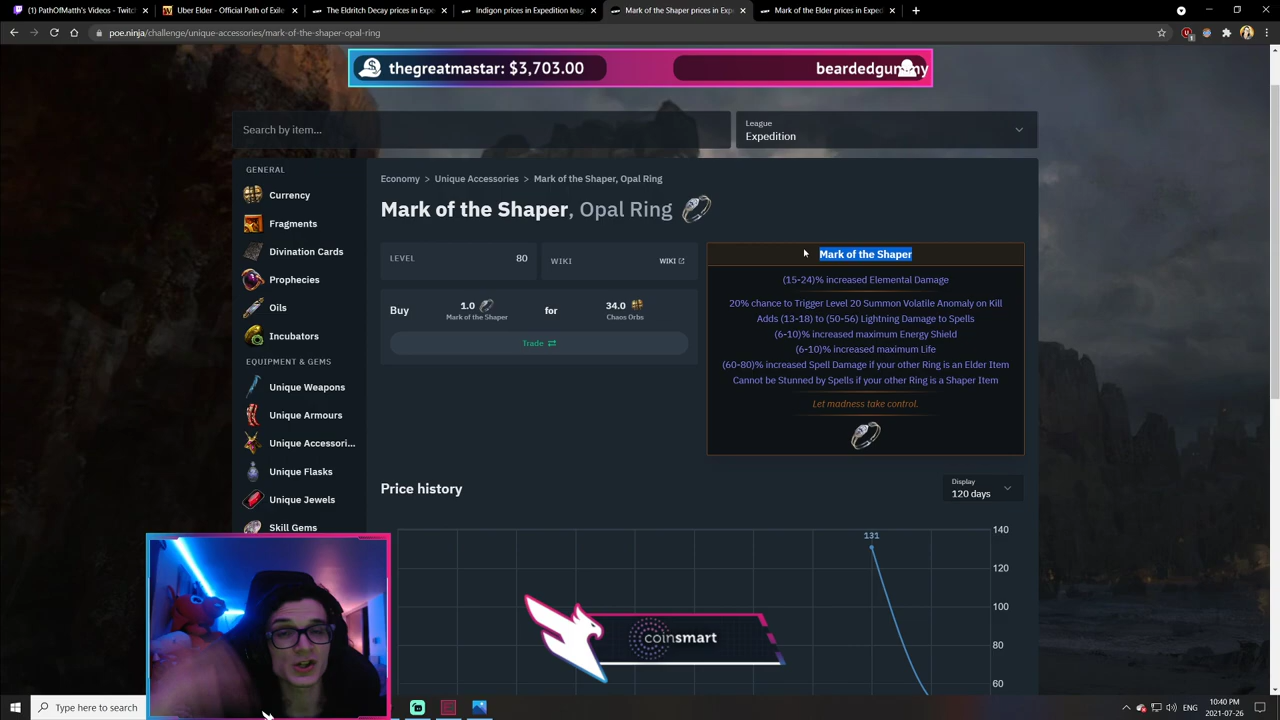 (1) PathOfMath's Videos - Twitch
Uber Elder - Official Path of Exile
The Eldritch Decay prices in Expe
Indigon prices in Expedition leag
Mark of the Shaper prices in Exp
Mark of the Elder prices in Exped
poe.ninja/challenge/unique-accessories/mark-of-the-shaper-opal-ring
thegreatmastar: $3,703.00
beardedgummy
Search by item...
League
Expedition
GENERAL
Currency
Fragments
Divination Cards
Prophecies
Oils
Incubators
EQUIPMENT & GEMS
Unique Weapons
Unique Armours
Unique Accessori...
Unique Flasks
Unique Jewels
Skill Gems
Economy > Unique Accessories > Mark of the Shaper, Opal Ring
Mark of the Shaper, Opal Ring
LEVEL 80
WIKI WIKI
Buy 1.0 for 34.0
Mark of the Shaper Chaos Orbs
Trade
Mark of the Shaper
(15-24)% increased Elemental Damage
20% chance to Trigger Level 20 Summon Volatile Anomaly on Kill
Adds (13-18) to (50-56) Lightning Damage to Spells
(6-10)% increased maximum Energy Shield
(6-10)% increased maximum Life
(60-80)% increased Spell Damage if your other Ring is an Elder Item
Cannot be Stunned by Spells if your other Ring is a Shaper Item
Let madness take control.
Price history
Display
120 days
131
140
120
100
80
60
coinsmart
Type here to search
ENG
10:40 PM
2021-07-26